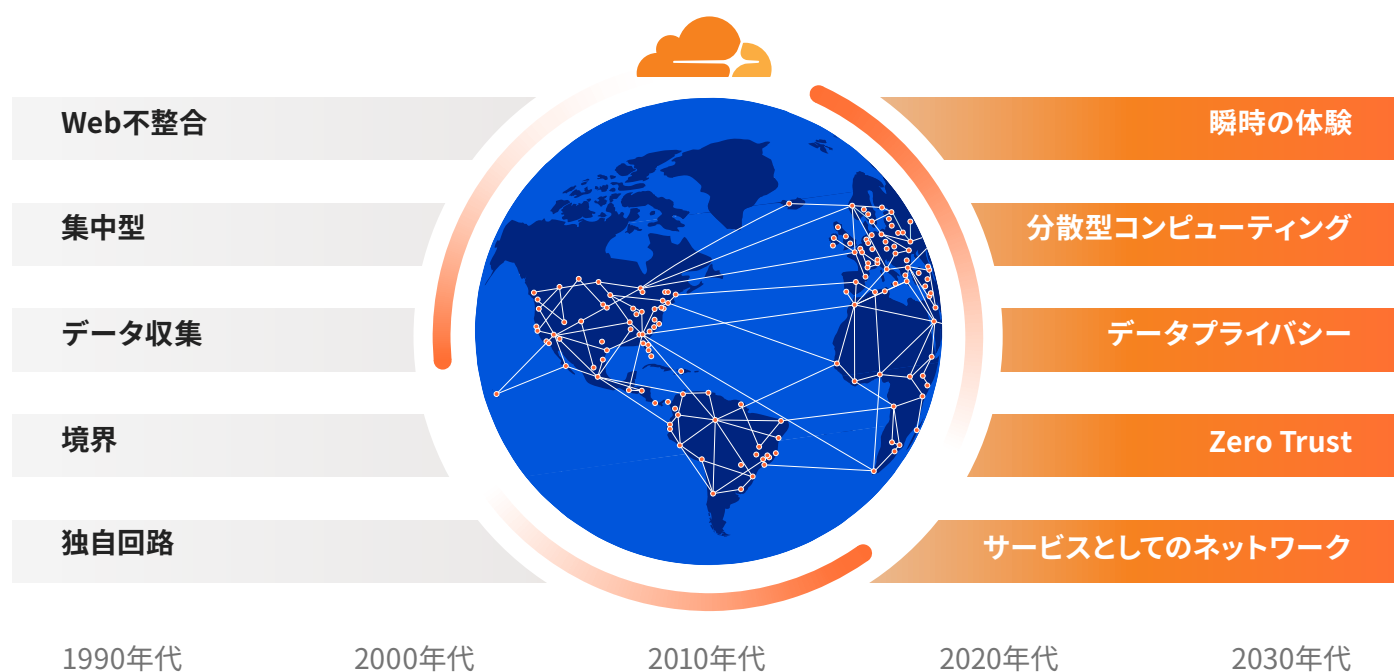 Web不整合
瞬時の体験
集中型
分散型コンピューティング
データ収集
データプライバシー
境界
Zero Trust
独自回路
サービスとしてのネットワーク
1990年代
2000年代
2010年代
2020年代
2030年代